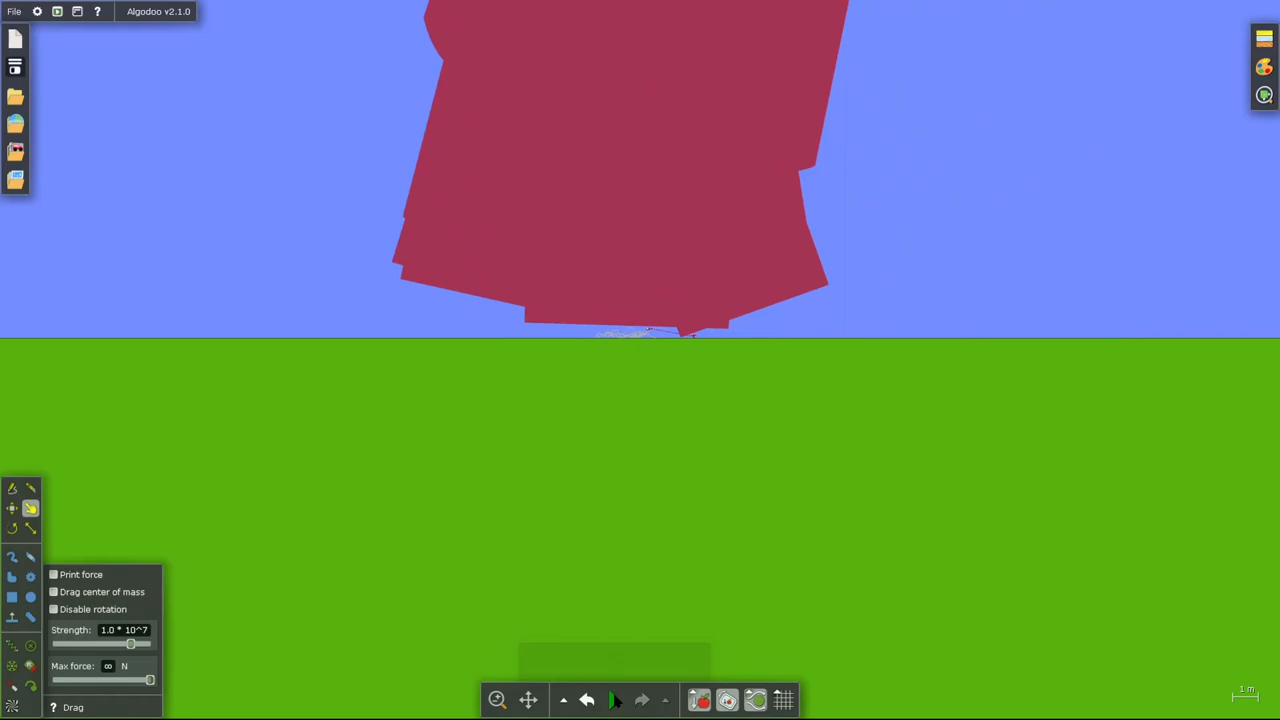 File
?
Algodoo v2.1.0
Print force
Drag center of mass
Disable rotation
Strength: 1.0 * 10^7
Max force: ∞ N
? Drag
1 m